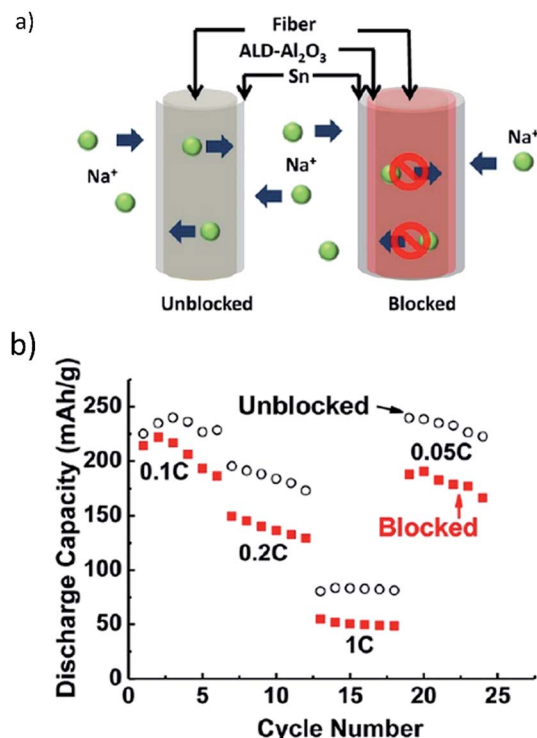 a)
Fiber
ALD-Al₂O₃
Sn
Na⁺
Na⁺
Na⁺
Unblocked
Blocked
b)
Discharge Capacity (mAh/g)
250
200
150
100
50
0
Unblocked
0.05C
0.1C
Blocked
0.2C
1C
0 5 10 15 20 25
Cycle Number